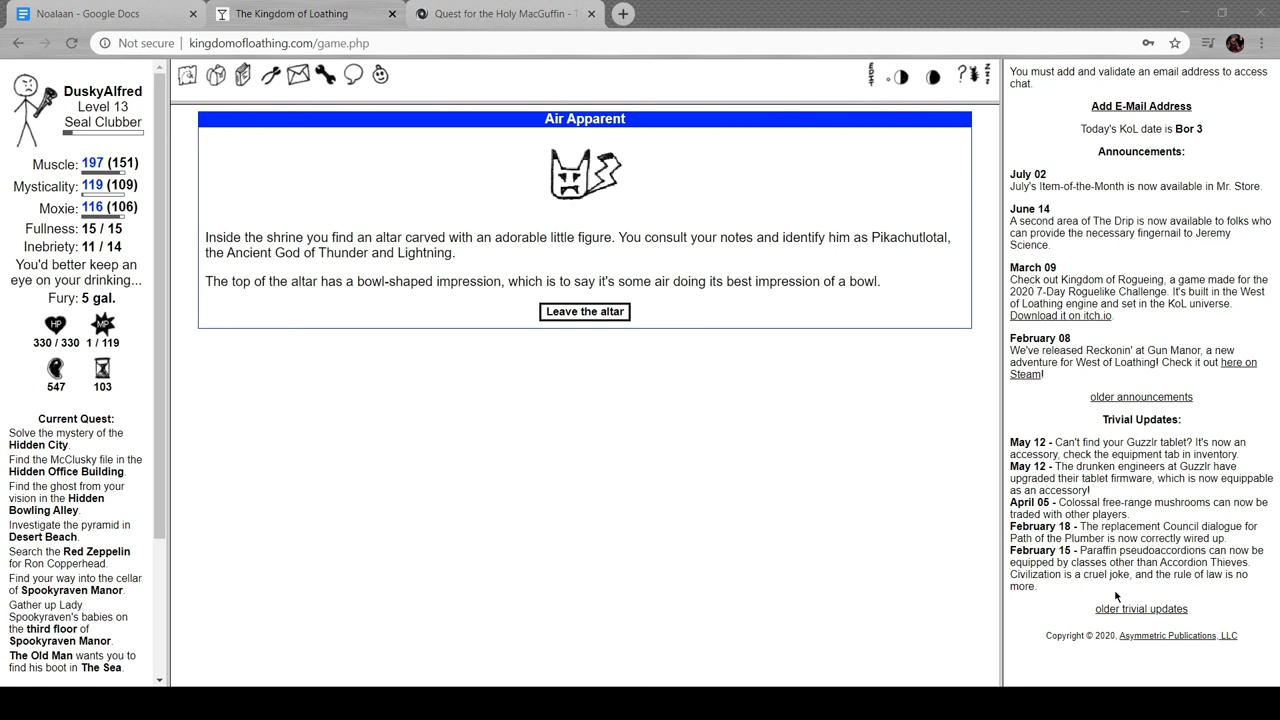 Noalaan - Google Docs
The Kingdom of Loathing
Quest for the Holy MacGuffin - T
Not secure | kingdomofloathing.com/game.php
DuskyAlfred
Level 13
Seal Clubber
Muscle: 197 (151)
Mysticality: 119 (109)
Moxie: 116 (106)
Fullness: 15 / 15
Inebriety: 11 / 14
You'd better keep an
eye on your drinking...
Fury: 5 gal.
HP MP
330 / 330 1 / 119
547 103
Current Quest:
Solve the mystery of the
Hidden City.
Find the McClusky file in the
Hidden Office Building.
Find the ghost from your
vision in the Hidden
Bowling Alley.
Investigate the pyramid in
Desert Beach.
Search the Red Zeppelin
for Ron Copperhead.
Find your way into the cellar
of Spookyraven Manor.
Gather up Lady
Spookyraven's babies on
the third floor of
Spookyraven Manor.
The Old Man wants you to
find his boot in The Sea.
Air Apparent
Inside the shrine you find an altar carved with an adorable little figure. You consult your notes and identify him as Pikachutlotal,
the Ancient God of Thunder and Lightning.
The top of the altar has a bowl-shaped impression, which is to say it's some air doing its best impression of a bowl.
Leave the altar
You must add and validate an email address to access
chat.
Add E-Mail Address
Today's KoL date is Bor 3
Announcements:
July 02
July's Item-of-the-Month is now available in Mr. Store.
June 14
A second area of The Drip is now available to folks who
can provide the necessary fingernail to Jeremy
Science.
March 09
Check out Kingdom of Rogueing, a game made for the
2020 7-Day Roguelike Challenge. It's built in the West
of Loathing engine and set in the KoL universe.
Download it on itch.io.
February 08
We've released Reckonin' at Gun Manor, a new
adventure for West of Loathing! Check it out here on
Steam!
older announcements
Trivial Updates:
May 12 - Can't find your Guzzlr tablet? It's now an
accessory, check the equipment tab in inventory.
May 12 - The drunken engineers at Guzzlr have
upgraded their tablet firmware, which is now equippable
as an accessory!
April 05 - Colossal free-range mushrooms can now be
traded with other players.
February 18 - The replacement Council dialogue for
Path of the Plumber is now correctly wired up.
February 15 - Paraffin pseudoaccordions can now be
equipped by classes other than Accordion Thieves.
Civilization is a cruel joke, and the rule of law is no
more.
older trivial updates
Copyright © 2020, Asymmetric Publications, LLC